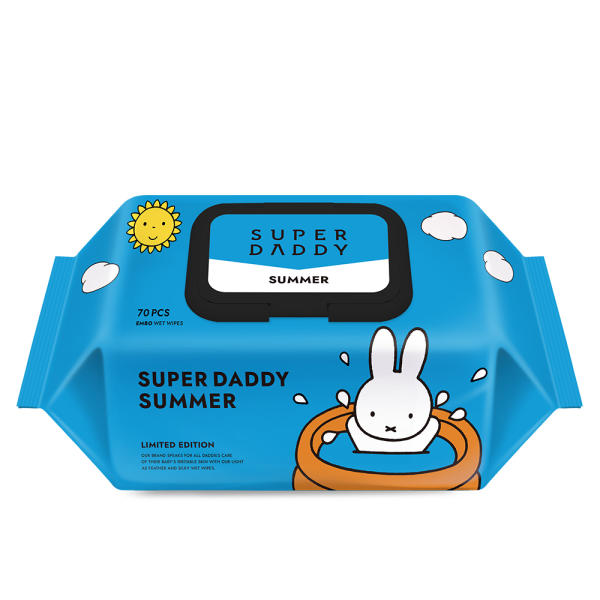 SUPER
DADDY
SUMMER
70 PCS
EMBO WET WIPES
SUPER DADDY
SUMMER
LIMITED EDITION
OUR BRAND SPEAKS FOR ALL DADDIES CARE
OF THEIR BABY'S IRRITABLE SKIN WITH OUR LIGHT
AS FEATHER AND SILKY WET WIPES.